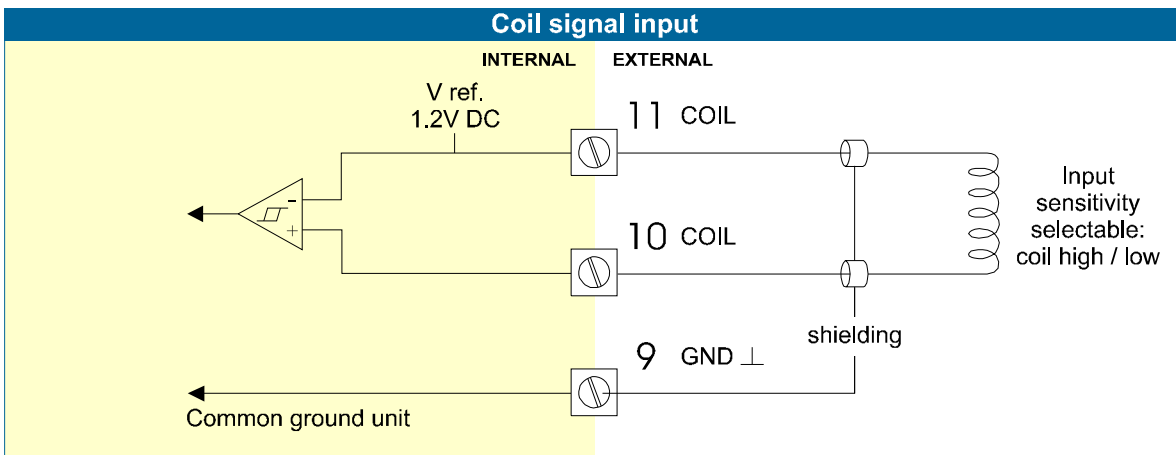 Coil signal input
INTERNAL EXTERNAL
V ref.
1.2V DC
11 COIL
-
+
10 COIL
Input
sensitivity
selectable:
coil high / low
shielding
9 GND ⊥
Common ground unit